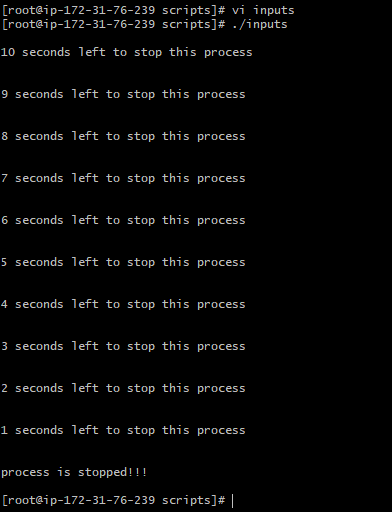 [root@ip-172-31-76-239 scripts]# vi inputs
[root@ip-172-31-76-239 scripts]# ./inputs
10 seconds left to stop this process
9 seconds left to stop this process
8 seconds left to stop this process
7 seconds left to stop this process
6 seconds left to stop this process
5 seconds left to stop this process
4 seconds left to stop this process
3 seconds left to stop this process
2 seconds left to stop this process
1 seconds left to stop this process
process is stopped!!!
[root@ip-172-31-76-239 scripts]#